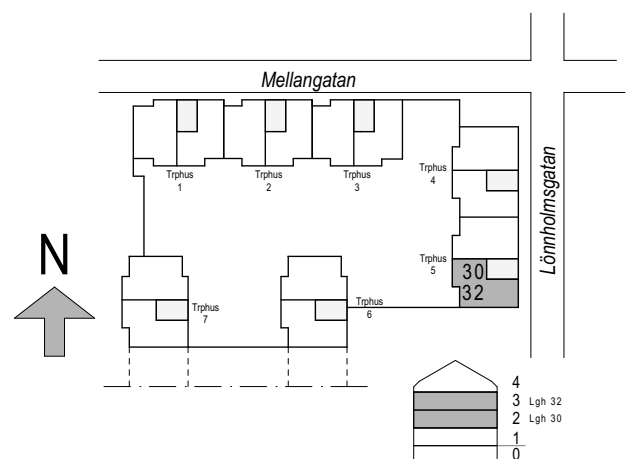 Mellangatan
Lönnholmsgatan
Trphus
1
Trphus
2
Trphus
3
Trphus
4
Trphus
5
30
32
N
Trphus
7
Trphus
6
4
3 Lgh 32
2 Lgh 30
1
0